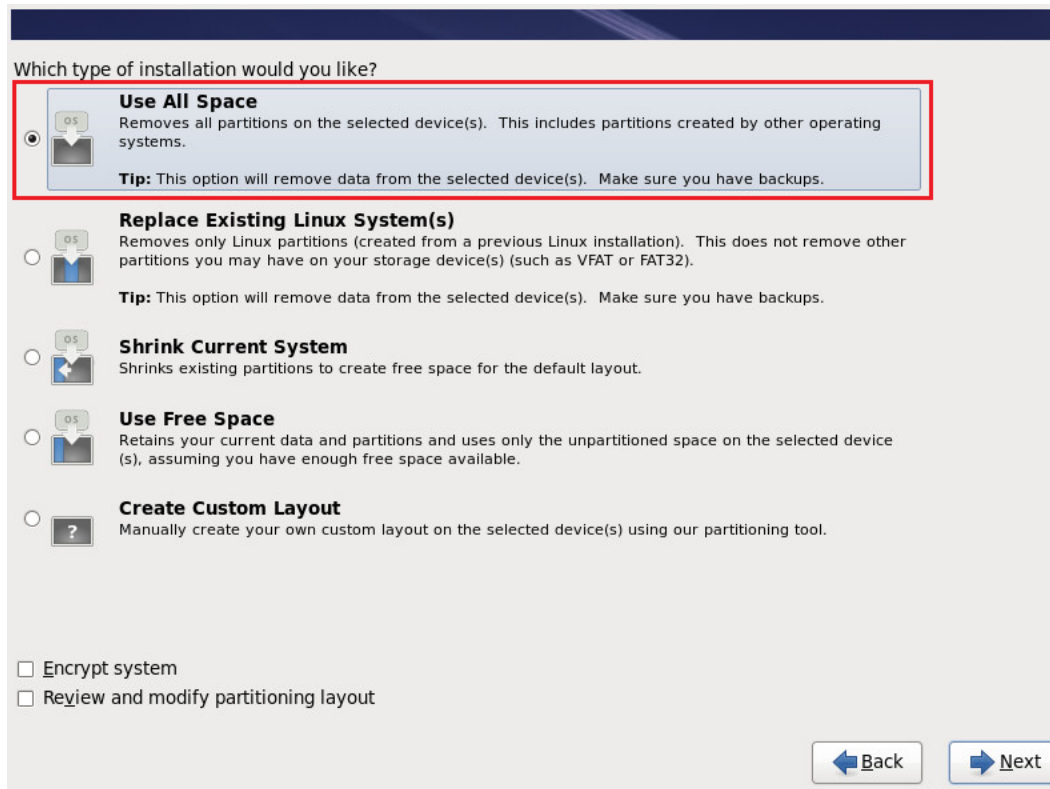 Which type of installation would you like?
OS
Use All Space
Removes all partitions on the selected device(s). This includes partitions created by other operating
systems.
Tip: This option will remove data from the selected device(s). Make sure you have backups.
OS
Replace Existing Linux System(s)
Removes only Linux partitions (created from a previous Linux installation). This does not remove other
partitions you may have on your storage device(s) (such as VFAT or FAT32).
Tip: This option will remove data from the selected device(s). Make sure you have backups.
OS
Shrink Current System
Shrinks existing partitions to create free space for the default layout.
OS
Use Free Space
Retains your current data and partitions and uses only the unpartitioned space on the selected device
(s), assuming you have enough free space available.
?
Create Custom Layout
Manually create your own custom layout on the selected device(s) using our partitioning tool.
Encrypt system
Review and modify partitioning layout
Back Next